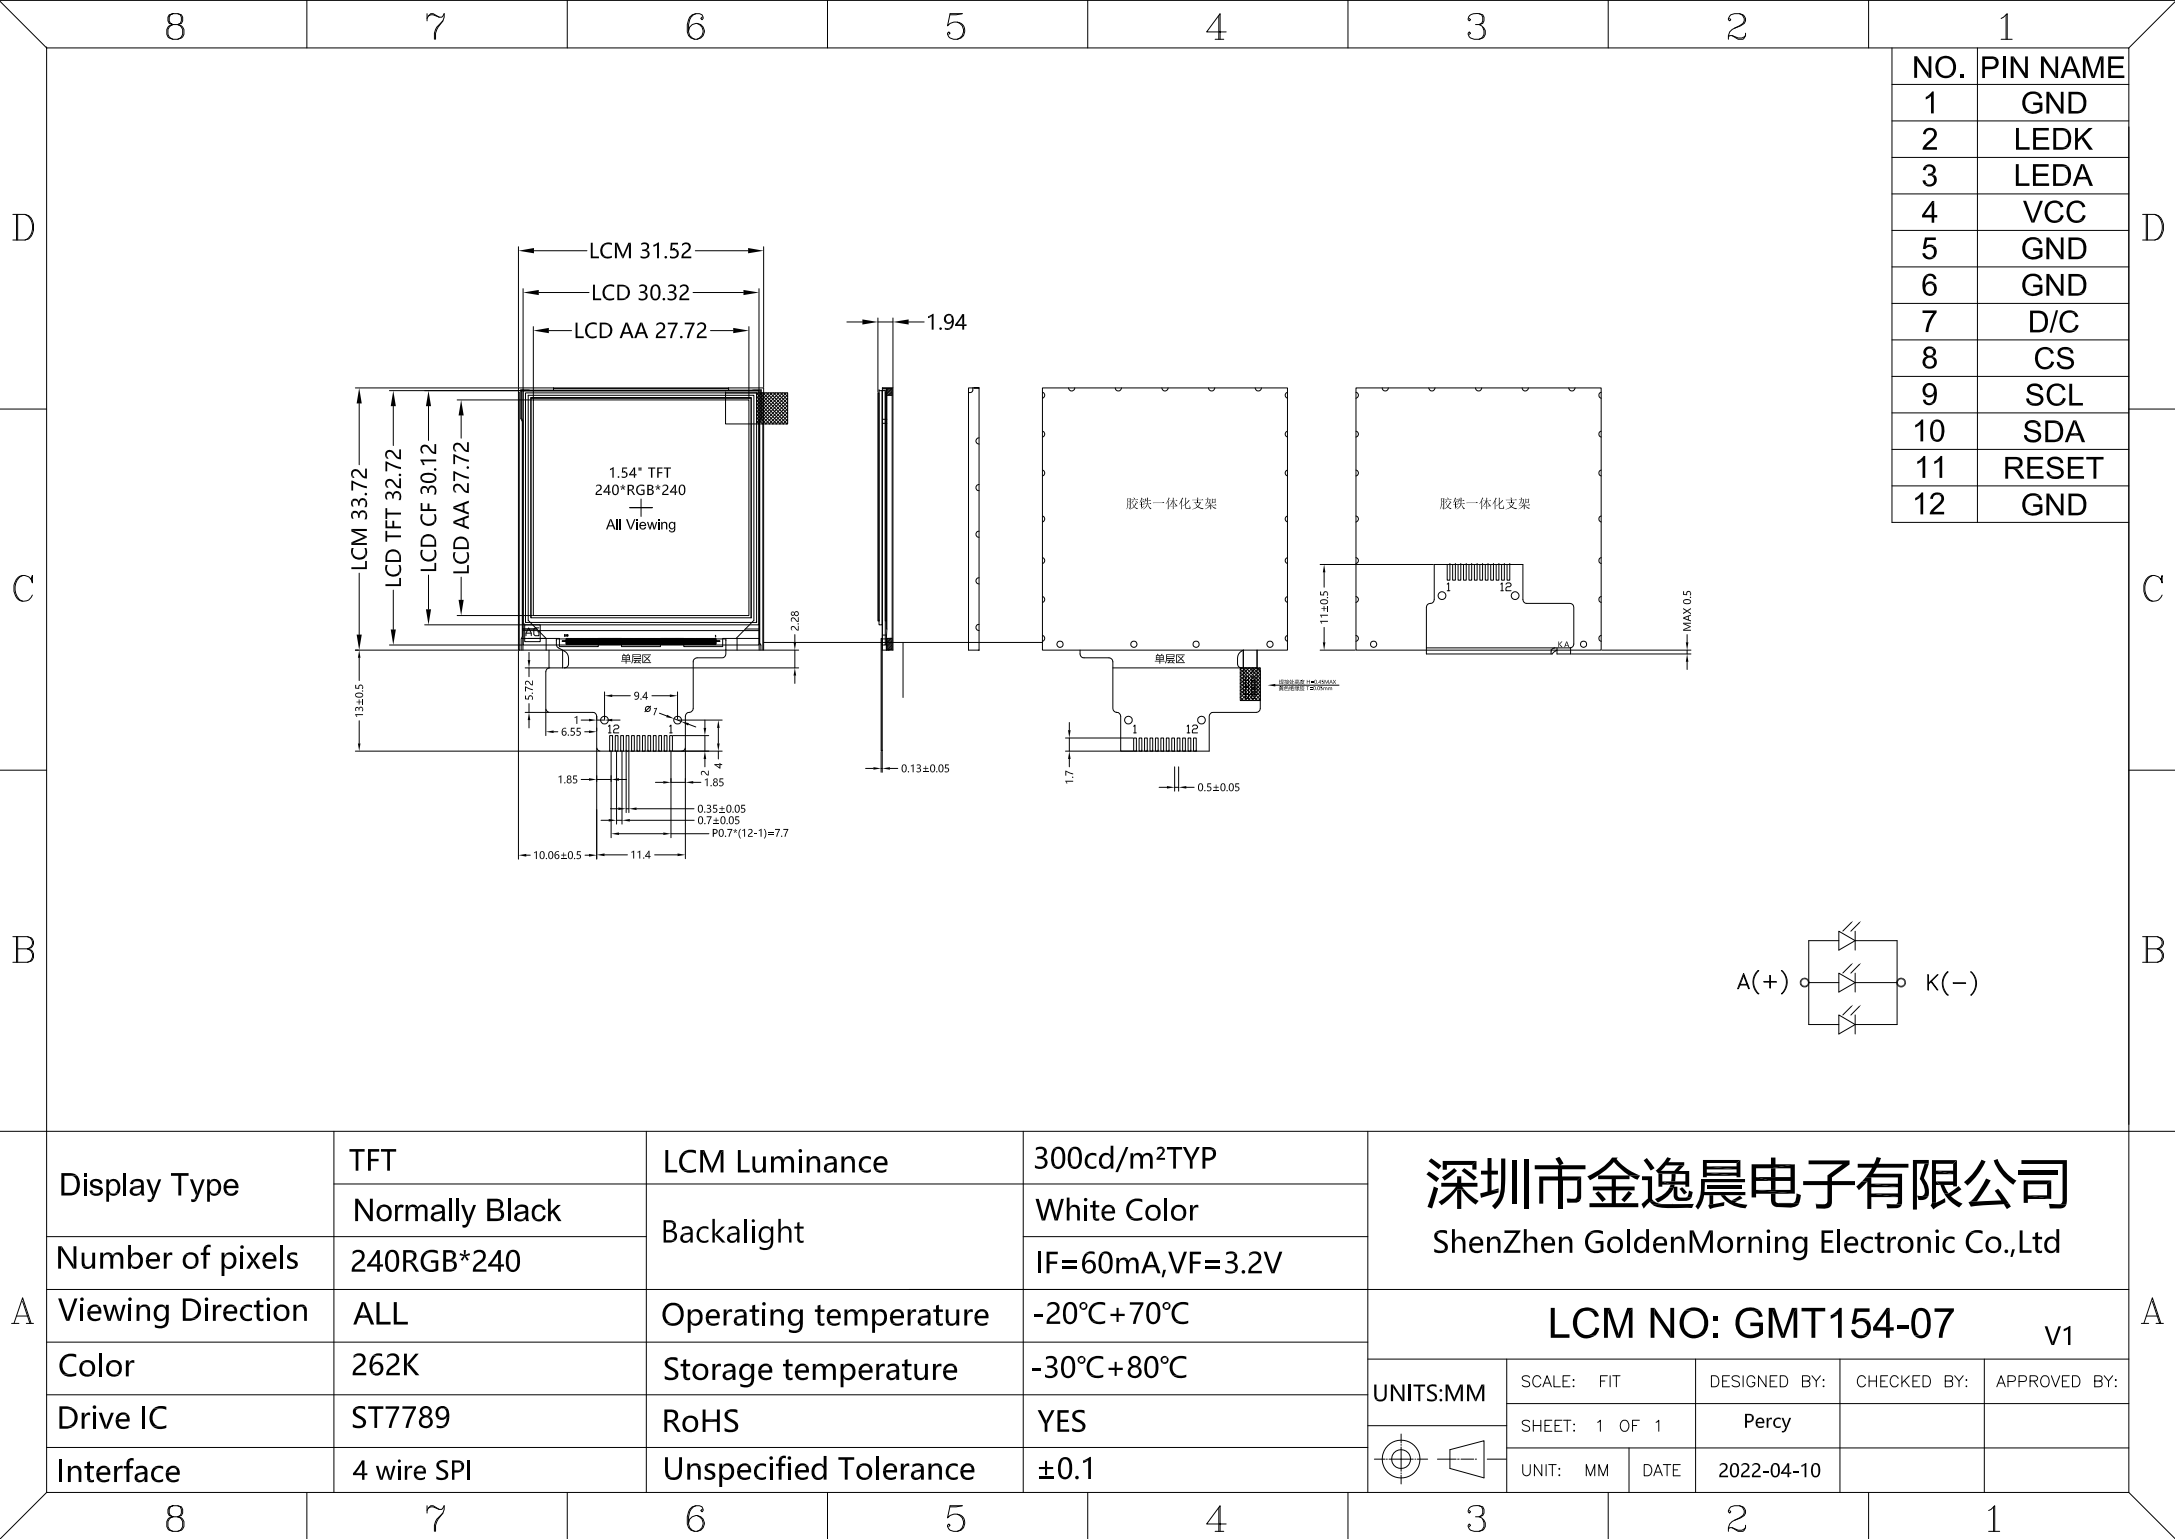 8 7 6 5 4 3 2 1
NO. PIN NAME
1 GND
2 LEDK
3 LEDA
4 VCC
5 GND
6 GND
7 D/C
8 CS
9 SCL
10 SDA
11 RESET
12 GND
D D
LCM 31.52
LCD 30.32
LCD AA 27.72
1.94
LCM 33.72
LCD TFT 32.72
LCD CF 30.12
LCD AA 27.72
1.54" TFT
240*RGB*240
All Viewing
胶铁一体化支架
胶铁一体化支架
1 12
11±0.5
MAX 0.5
KA
C C
2.28
单层区
单层区
13±0.5
5.72
9.4
ø
1
7
6.55
12 1
1 12
1.85
2
4
1.85
0.35±0.05
0.7±0.05
P0.7*(12-1)=7.7
10.06±0.5
11.4
0.13±0.05
1.7
0.5±0.05
B B
A(+) K(−)
A A
Display Type
TFT
Normally Black
Number of pixels 240RGB*240
Viewing Direction ALL
Color 262K
Drive IC ST7789
Interface 4 wire SPI
LCM Luminance 300cd/m²TYP
Backalight
White Color
IF=60mA,VF=3.2V
Operating temperature -20℃+70℃
Storage temperature -30℃+80℃
RoHS YES
Unspecified Tolerance ±0.1
深圳市金逸晨电子有限公司
ShenZhen GoldenMorning Electronic Co.,Ltd
LCM NO: GMT154-07 V1
UNITS:MM
SCALE: FIT DESIGNED BY: CHECKED BY: APPROVED BY:
SHEET: 1 OF 1 Percy
UNIT: MM DATE 2022-04-10
8 7 6 5 4 3 2 1